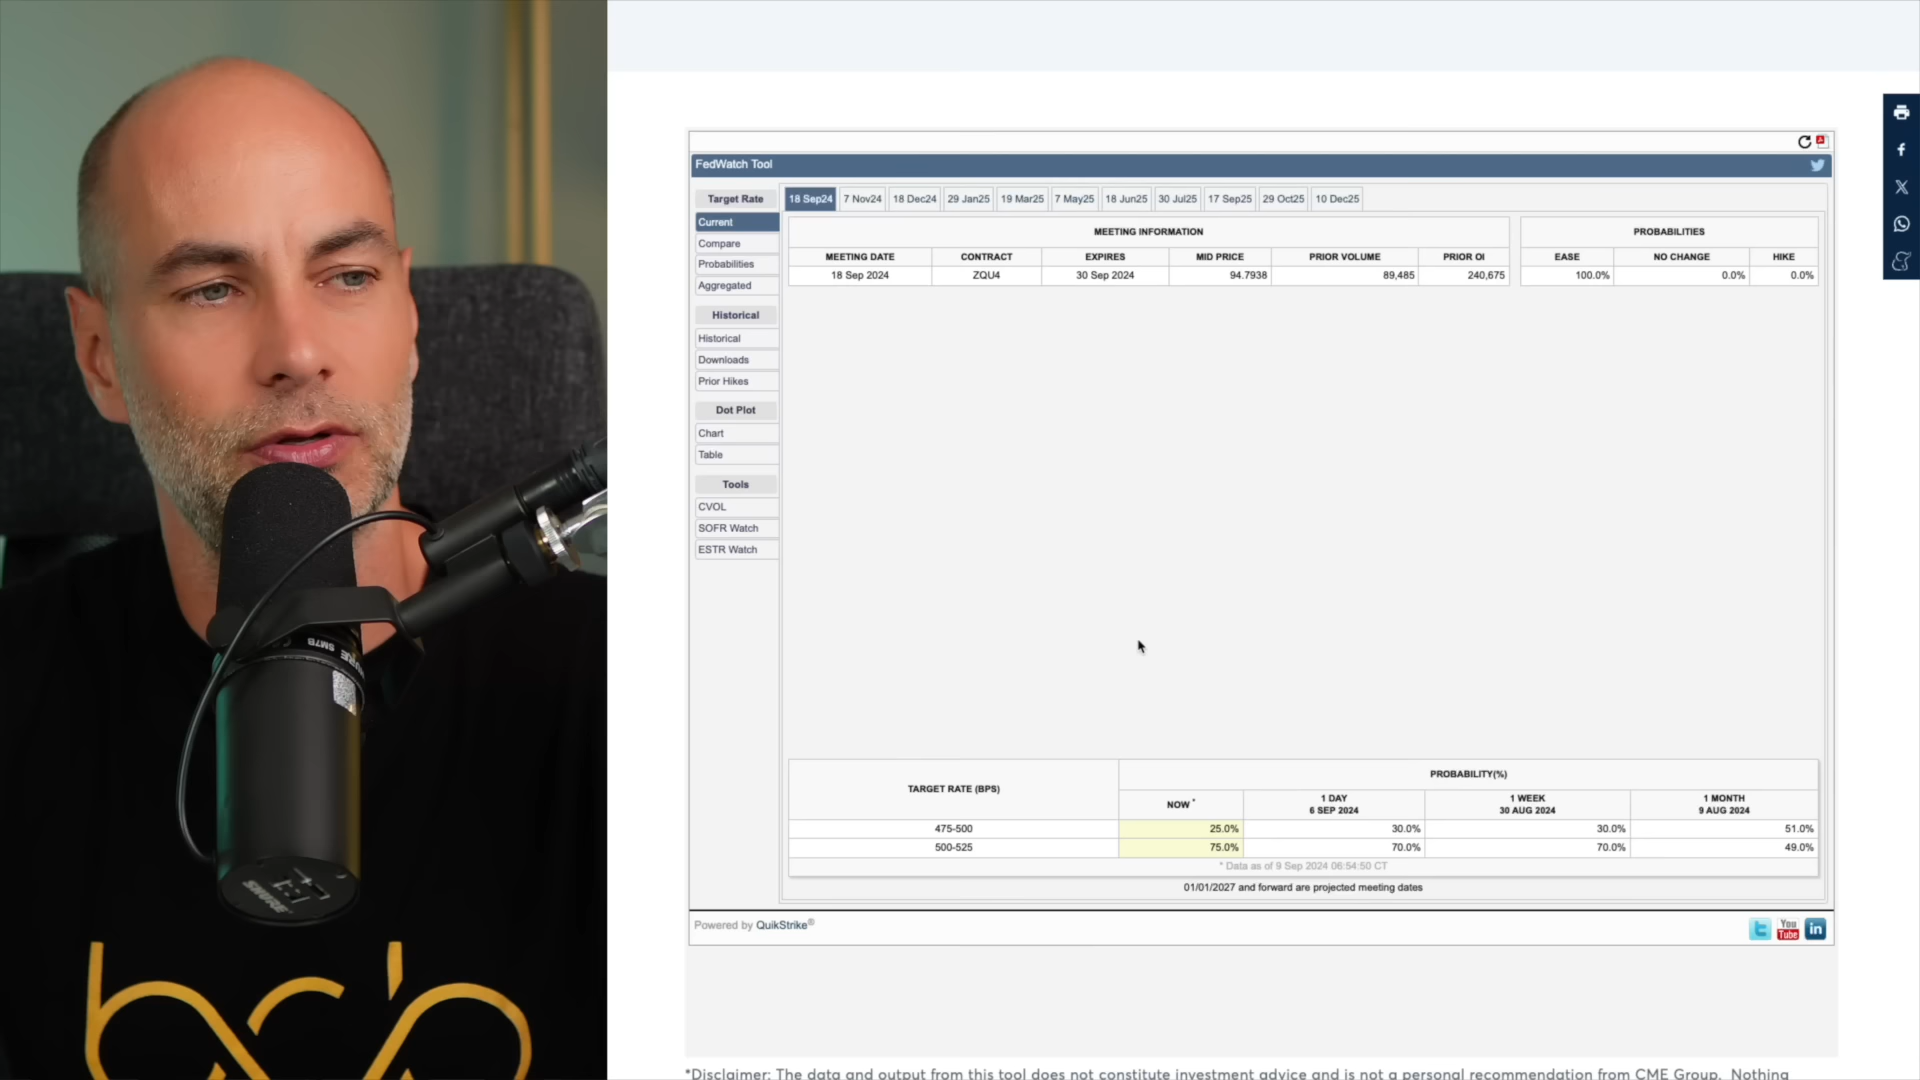 FedWatch Tool
Target Rate
Current
Compare
Probabilities
Aggregated
Historical
Historical
Downloads
Prior Hikes
Dot Plot
Chart
Table
Tools
CVOL
SOFR Watch
ESTR Watch
18 Sep24 7 Nov24 18 Dec24 29 Jan25 19 Mar25 7 May25 18 Jun25 30 Jul25 17 Sep25 29 Oct25 10 Dec25
MEETING INFORMATION
MEETING DATE CONTRACT EXPIRES MID PRICE PRIOR VOLUME PRIOR OI
18 Sep 2024 ZQU4 30 Sep 2024 94.7938 89,485 240,675
PROBABILITIES
EASE NO CHANGE HIKE
100.0% 0.0% 0.0%
TARGET RATE (BPS) PROBABILITY(%)
NOW * 1 DAY 6 SEP 2024 1 WEEK 30 AUG 2024 1 MONTH 9 AUG 2024
475-500 25.0% 30.0% 30.0% 51.0%
500-525 75.0% 70.0% 70.0% 49.0%
* Data as of 9 Sep 2024 06:54:50 CT
01/01/2027 and forward are projected meeting dates
Powered by QuikStrike®
You Tube
in
*Disclaimer: The data and output from this tool does not constitute investment advice and is not a personal recommendation from CME Group. Nothing
SM7B
SHURE
bcb